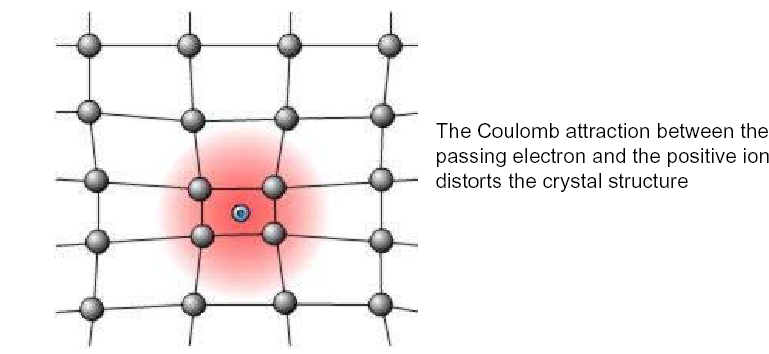 The Coulomb attraction between the
passing electron and the positive ion
distorts the crystal structure